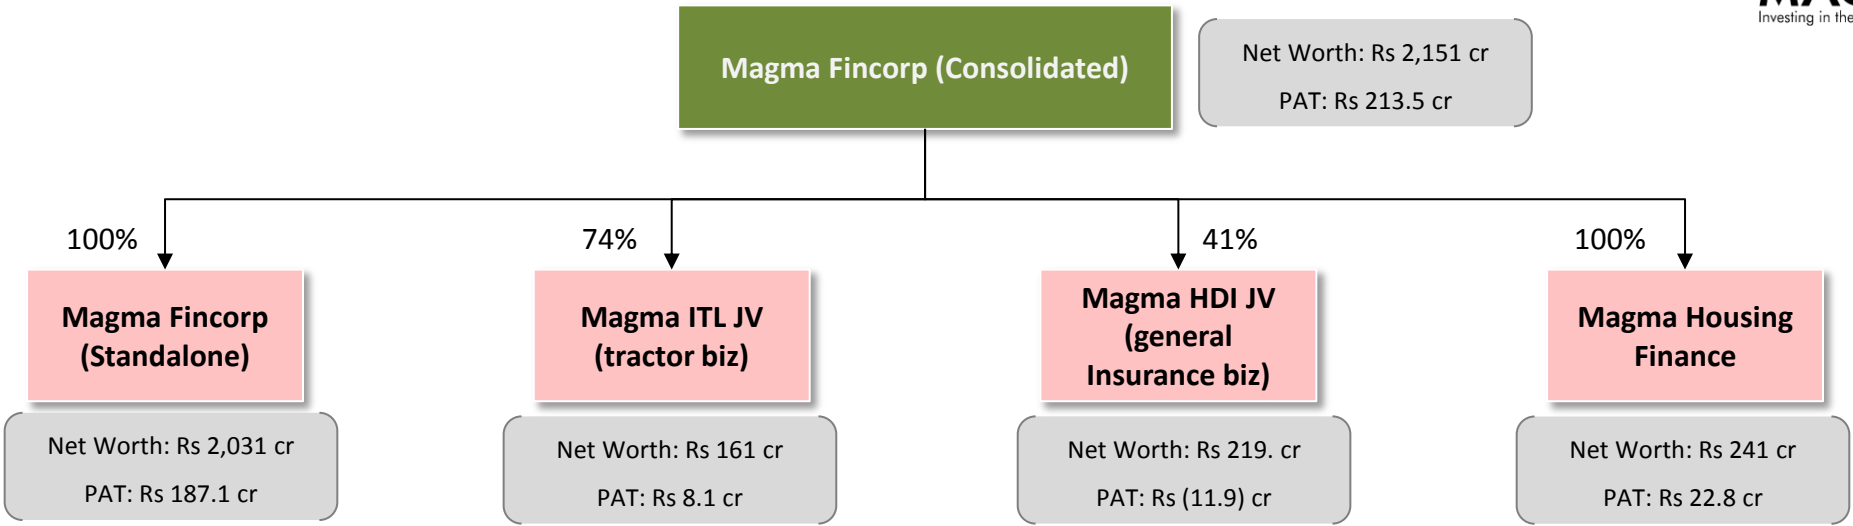 Investing in the
Magma Fincorp (Consolidated)
Net Worth: Rs 2,151 cr
PAT: Rs 213.5 cr
100%
74%
41%
100%
Magma Fincorp
(Standalone)
Net Worth: Rs 2,031 cr
PAT: Rs 187.1 cr
Magma ITL JV
(tractor biz)
Net Worth: Rs 161 cr
PAT: Rs 8.1 cr
Magma HDI JV
(general
Insurance biz)
Net Worth: Rs 219. cr
PAT: Rs (11.9) cr
Magma Housing
Finance
Net Worth: Rs 241 cr
PAT: Rs 22.8 cr